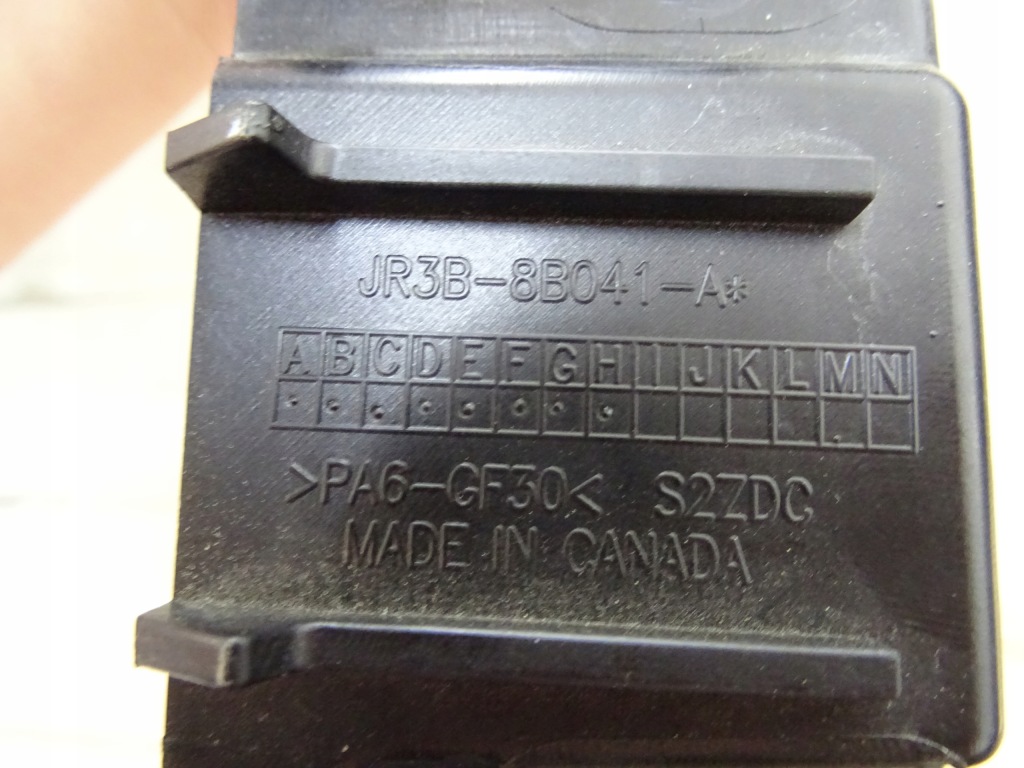 JR3B-8B041-A*
A B C D E F G H I J K L M N
>PA6-GF30< S2ZDC
MADE IN CANADA